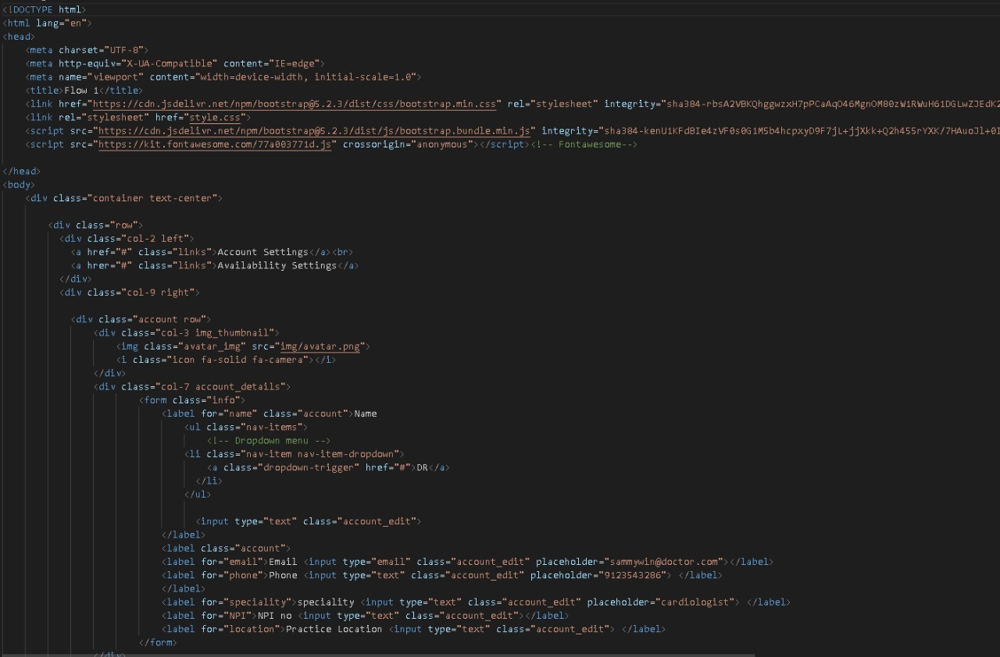 <!DOCTYPE html>
<html lang="en">
<head>
    <meta charset="UTF-8">
    <meta http-equiv="X-UA-Compatible" content="IE=edge">
    <meta name="viewport" content="width=device-width, initial-scale=1.0">
    <title>Flow 1</title>
    <link href="https://cdn.jsdelivr.net/npm/bootstrap@5.2.3/dist/css/bootstrap.min.css" rel="stylesheet" integrity="sha384-rbsA2VBKQhggwzxH7pPCaAqO46MgnOM80zW1RWuH61DGLwZJEdK2
    <link rel="stylesheet" href="style.css">
    <script src="https://cdn.jsdelivr.net/npm/bootstrap@5.2.3/dist/js/bootstrap.bundle.min.js" integrity="sha384-kenU1KFdBIe4zVF0s0G1M5b4hcpxyD9F7jL+jjXkk+Q2h455rYXK/7HAuoJl+0I
    <script src="https://kit.fontawesome.com/77a003771d.js" crossorigin="anonymous"></script><!-- Fontawesome-->
</head>
<body>
    <div class="container text-center">
        <div class="row">
          <div class="col-2 left">
            <a href="#" class="links">Account Settings</a><br>
            <a hrer="#" class="links">Availability Settings</a>
          </div>
          <div class="col-9 right">
            <div class="account row">
                <div class="col-3 img_thumbnail">
                    <img class="avatar_img" src="img/avatar.png">
                    <i class="icon fa-solid fa-camera"></i>
                </div>
                <div class="col-7 account_details">
                        <form class="info">
                            <label for="name" class="account">Name
                                <ul class="nav-items">
                                    <!-- Dropdown menu -->
                                <li class="nav-item nav-item-dropdown">
                                    <a class="dropdown-trigger" href="#">DR</a>
                                  </li>
                                </ul>
                                  <input type="text" class="account_edit">
                            </label>
                            <label class="account">
                            <label for="email">Email <input type="email" class="account_edit" placeholder="sammywin@doctor.com"></label>
                            <label for="phone">Phone <input type="text" class="account_edit" placeholder="9123543286"> </label>
                            </label>
                            <label for="speciality">speciality <input type="text" class="account_edit" placeholder="cardiologist"> </label>
                            <label for="NPI">NPI no <input type="text" class="account_edit"></label>
                            <label for="location">Practice Location <input type="text" class="account_edit"> </label>
                        </form>
                </div>